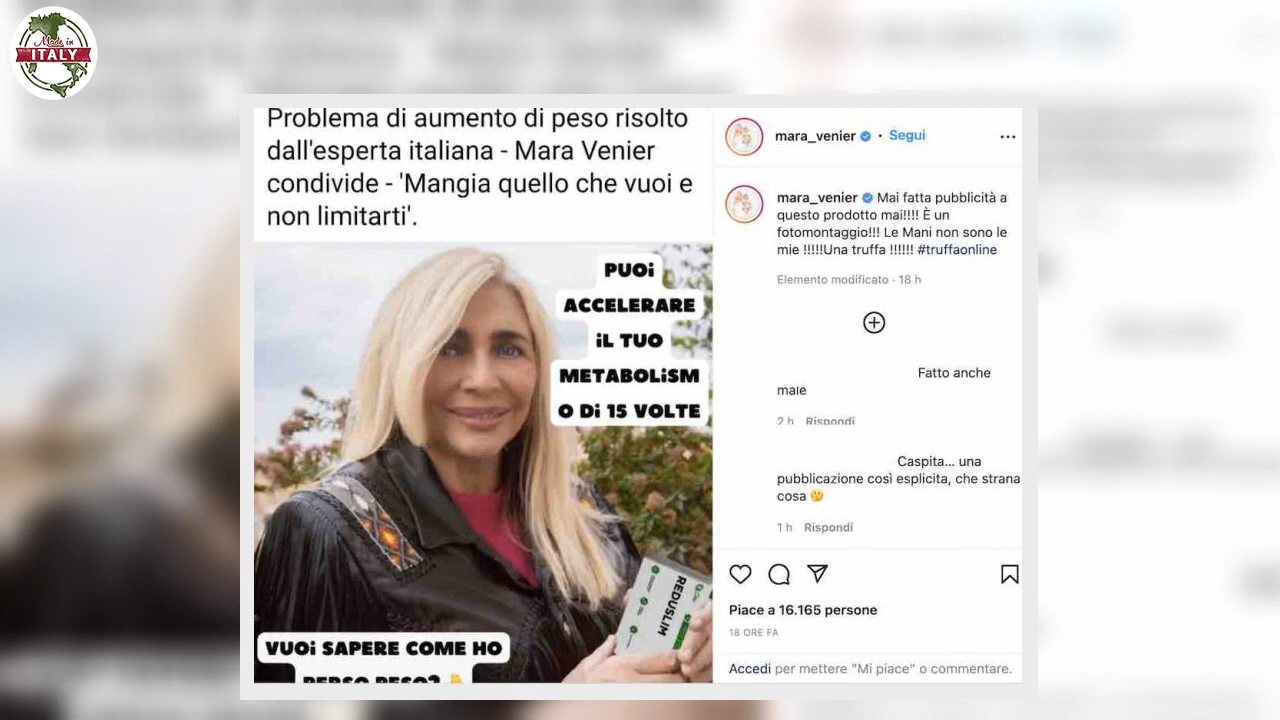 Made in
ITALY
Problema di aumento di peso risolto
dall'esperta italiana - Mara Venier
condivide - 'Mangia quello che vuoi e
non limitarti'.
PUOi
ACCELERARE
iL TUO
METABOLiSM
O Di 15 VOLTE
REDUSLIM
VUOi SAPERE COME HO
PERSO PESO?
mara_venier • Segui
mara_venier Mai fatta pubblicità a
questo prodotto mai!!!! È un
fotomontaggio!!! Le Mani non sono le
mie !!!!!Una truffa !!!!!! #truffaonline
Elemento modificato · 18 h
Fatto anche
male
2 h Rispondi
Caspita... una
pubblicazione così esplicita, che strana
cosa 🤔
1 h Rispondi
Piace a 16.165 persone
18 ORE FA
Accedi per mettere "Mi piace" o commentare.